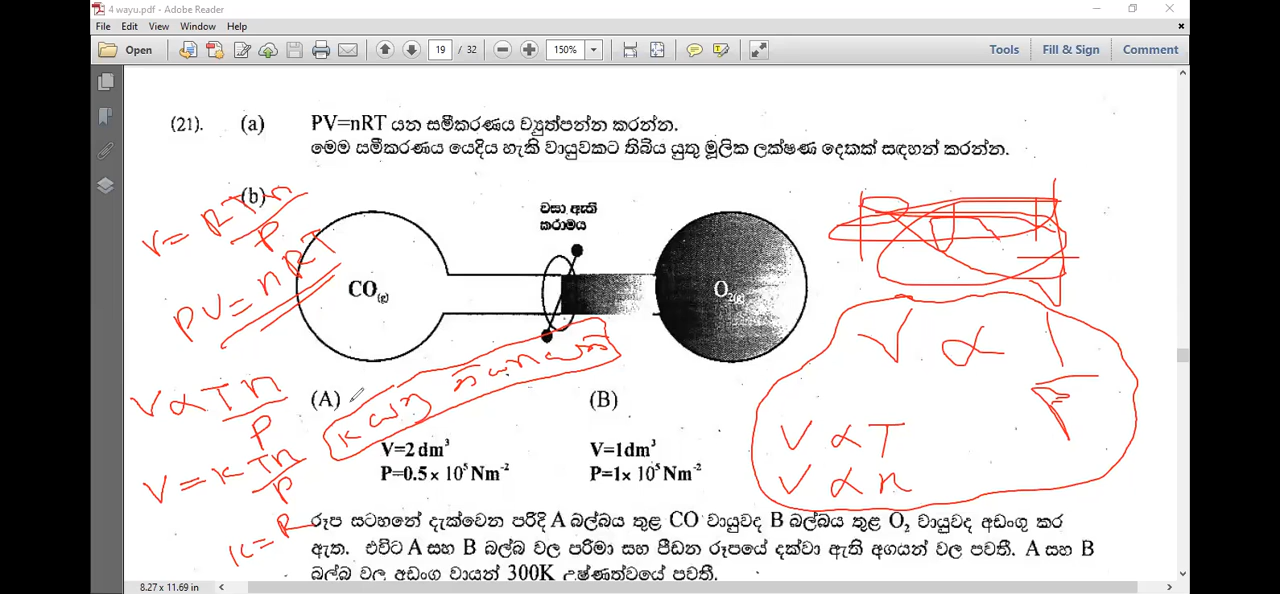 4 wayu.pdf - Adobe Reader
File Edit View Window Help
Open 19 / 32 150% Tools Fill & Sign Comment
(21). (a) PV=nRT යන සමීකරණය ව්‍යුත්පන්න කරන්න.
මෙම සමීකරණය යෙදිය හැකි වායුවකට තිබිය යුතු මූලික ලක්ෂණ දෙකක් සඳහන් කරන්න.
(b)
වසා ඇති
කරාමය
V = RTn/P
PV = nRT
CO(g)
O2(g)
V ∝ 1/P
V ∝ Tn/P
(A) (B)
V ∝ T
V=2 dm³ V=1dm³
P=0.5× 10⁵ Nm⁻² P=1× 10⁵ Nm⁻²
V = K Tn/P
V ∝ n
K = R
රූප සටහනේ දැක්වෙන පරිදි A බල්බය තුළ CO වායුවද B බල්බය තුළ O₂ වායුවද අඩංගු කර
ඇත. එවිට A සහ B බල්බ වල පරිමා සහ පීඩන රූපයේ දක්වා ඇති අගයන් වල පවතී. A සහ B
බල්බ වල අඩංගු වායූන් 300K උෂ්ණත්වයේ පවතී.
8.27 x 11.69 in